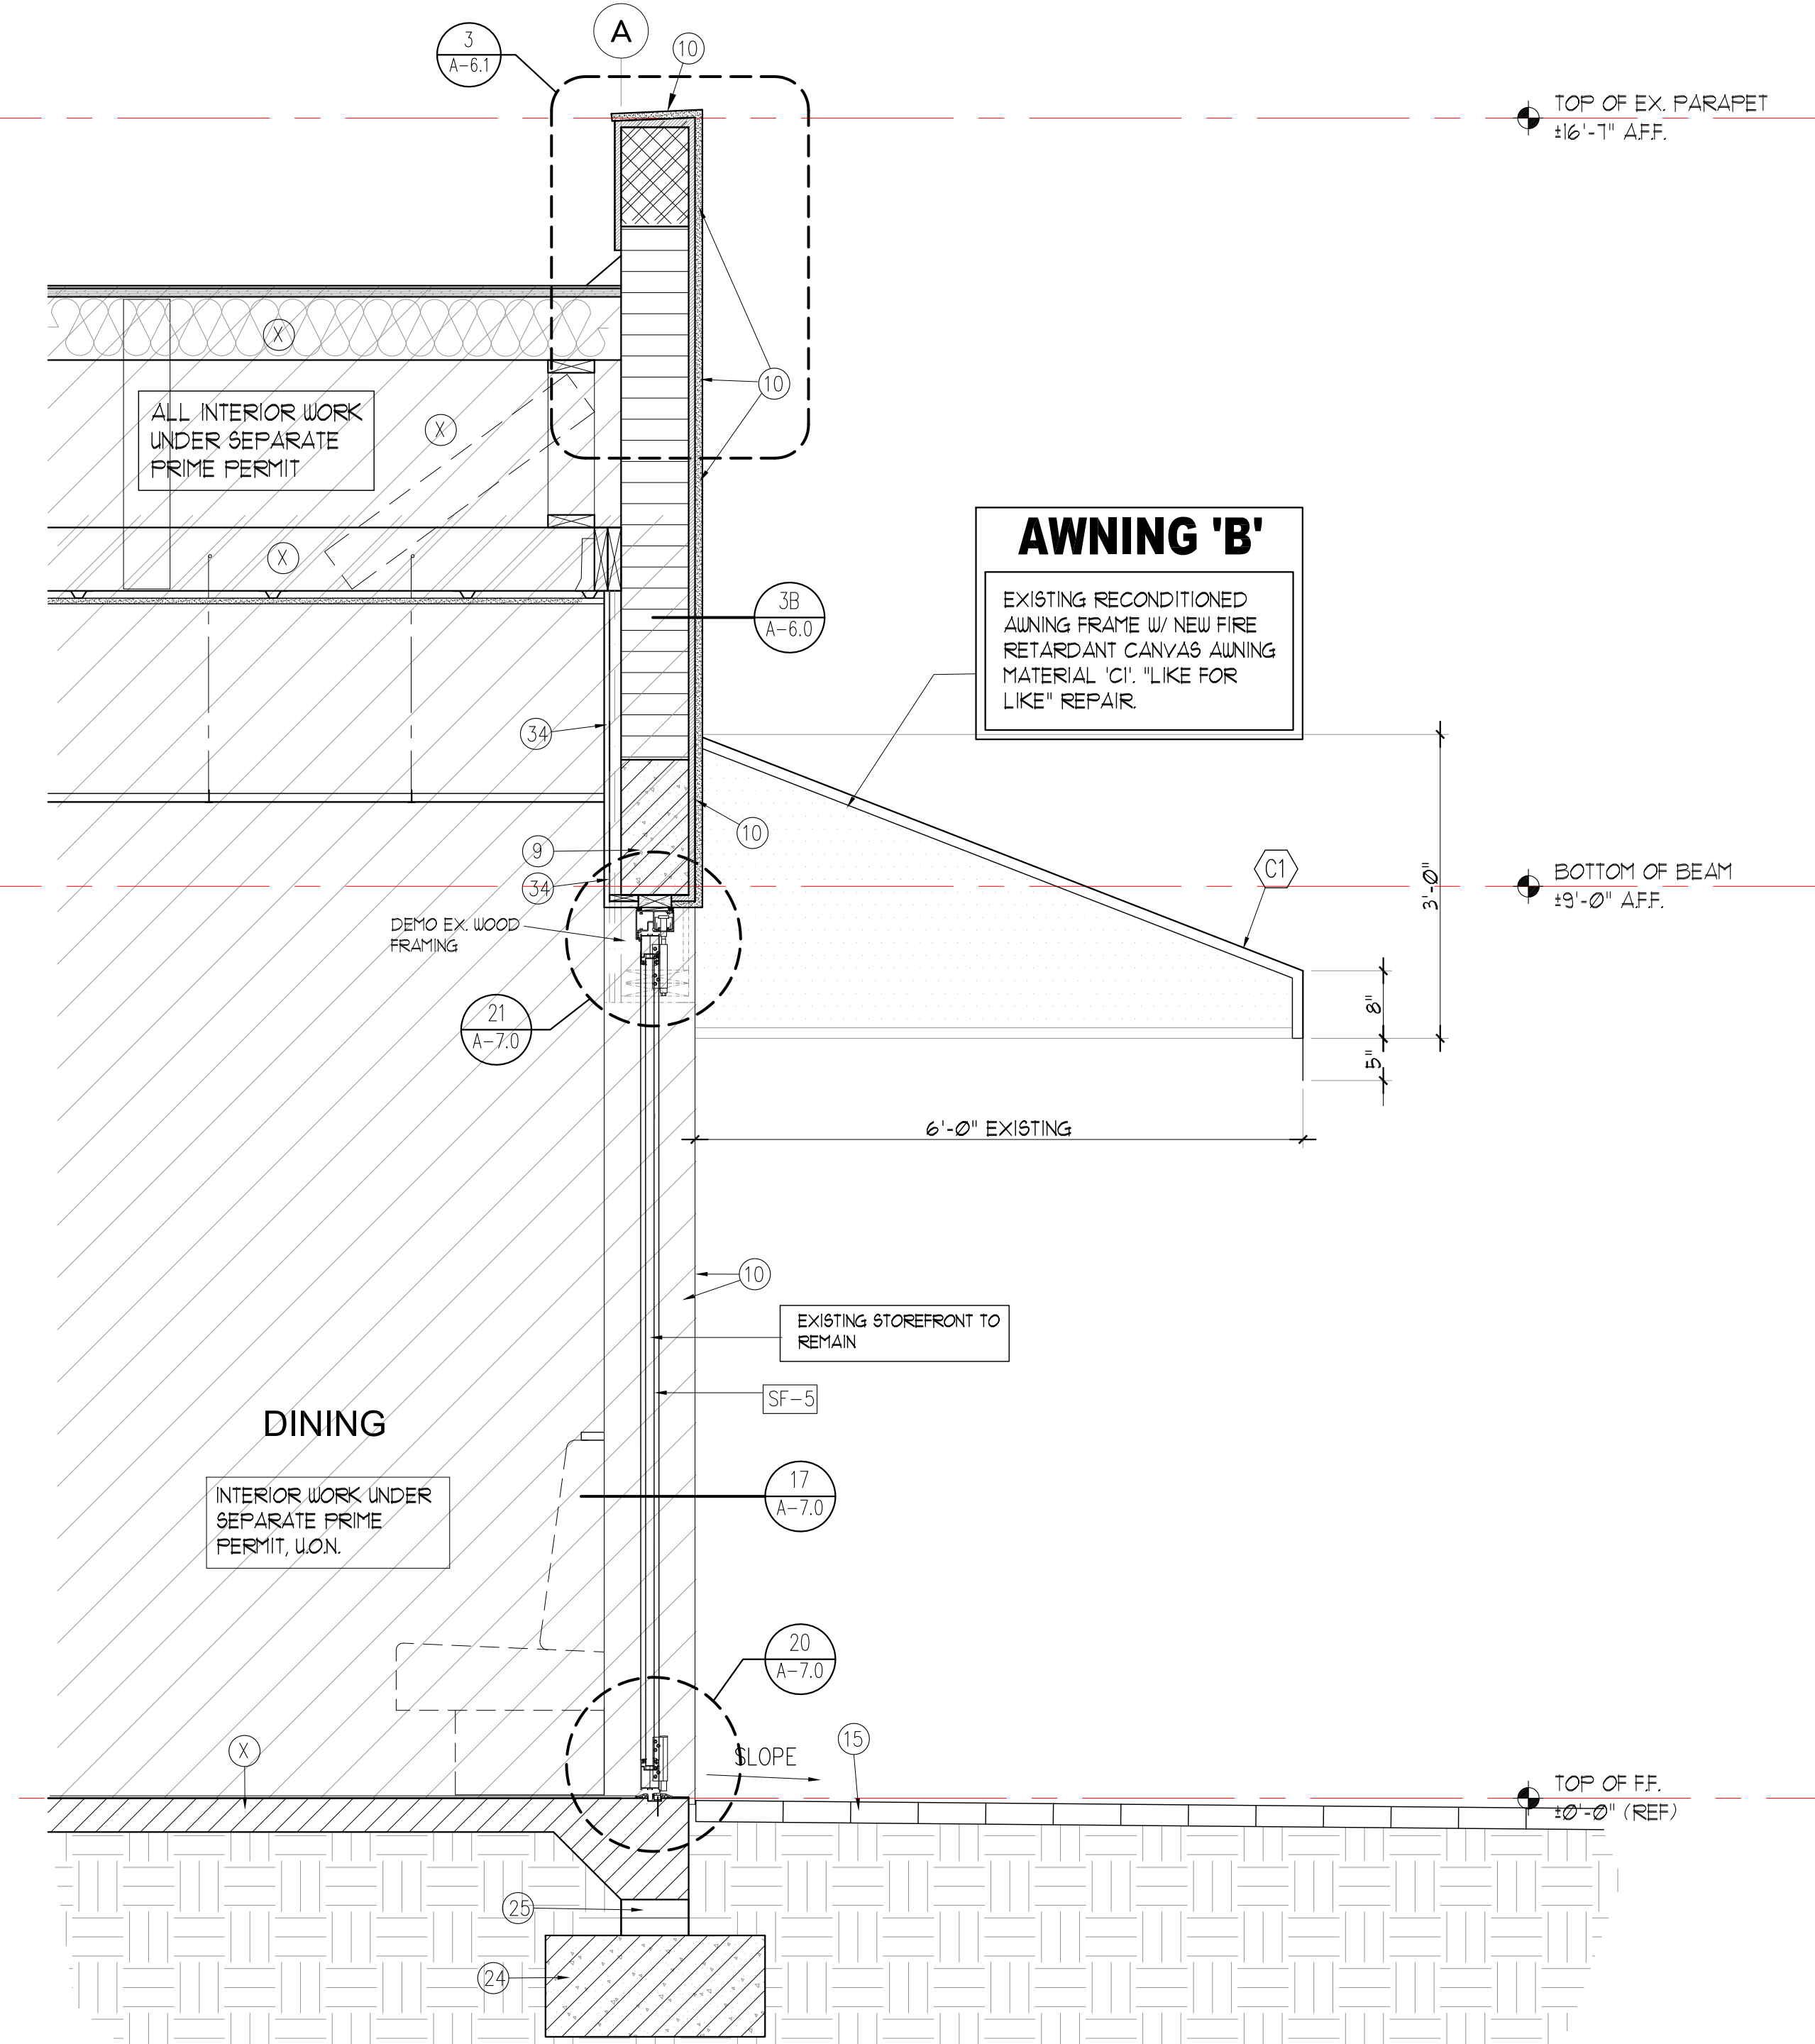 3
A-6.1
A
10
TOP OF EX. PARAPET
±16'-7" A.F.F.
X
ALL INTERIOR WORK
UNDER SEPARATE
PRIME PERMIT
X
10
X
AWNING 'B'
EXISTING RECONDITIONED
AWNING FRAME W/ NEW FIRE
RETARDANT CANVAS AWNING
MATERIAL 'C1'. "LIKE FOR
LIKE" REPAIR.
3B
A-6.0
34
10
9
34
C1
3'-0"
BOTTOM OF BEAM
±9'-0" A.F.F.
DEMO EX. WOOD
FRAMING
21
A-7.0
8"
5"
6'-0" EXISTING
10
EXISTING STOREFRONT TO
REMAIN
SF-5
DINING
17
A-7.0
INTERIOR WORK UNDER
SEPARATE PRIME
PERMIT, U.O.N.
20
A-7.0
X
SLOPE
15
TOP OF F.F.
±0'-0" (REF)
25
24